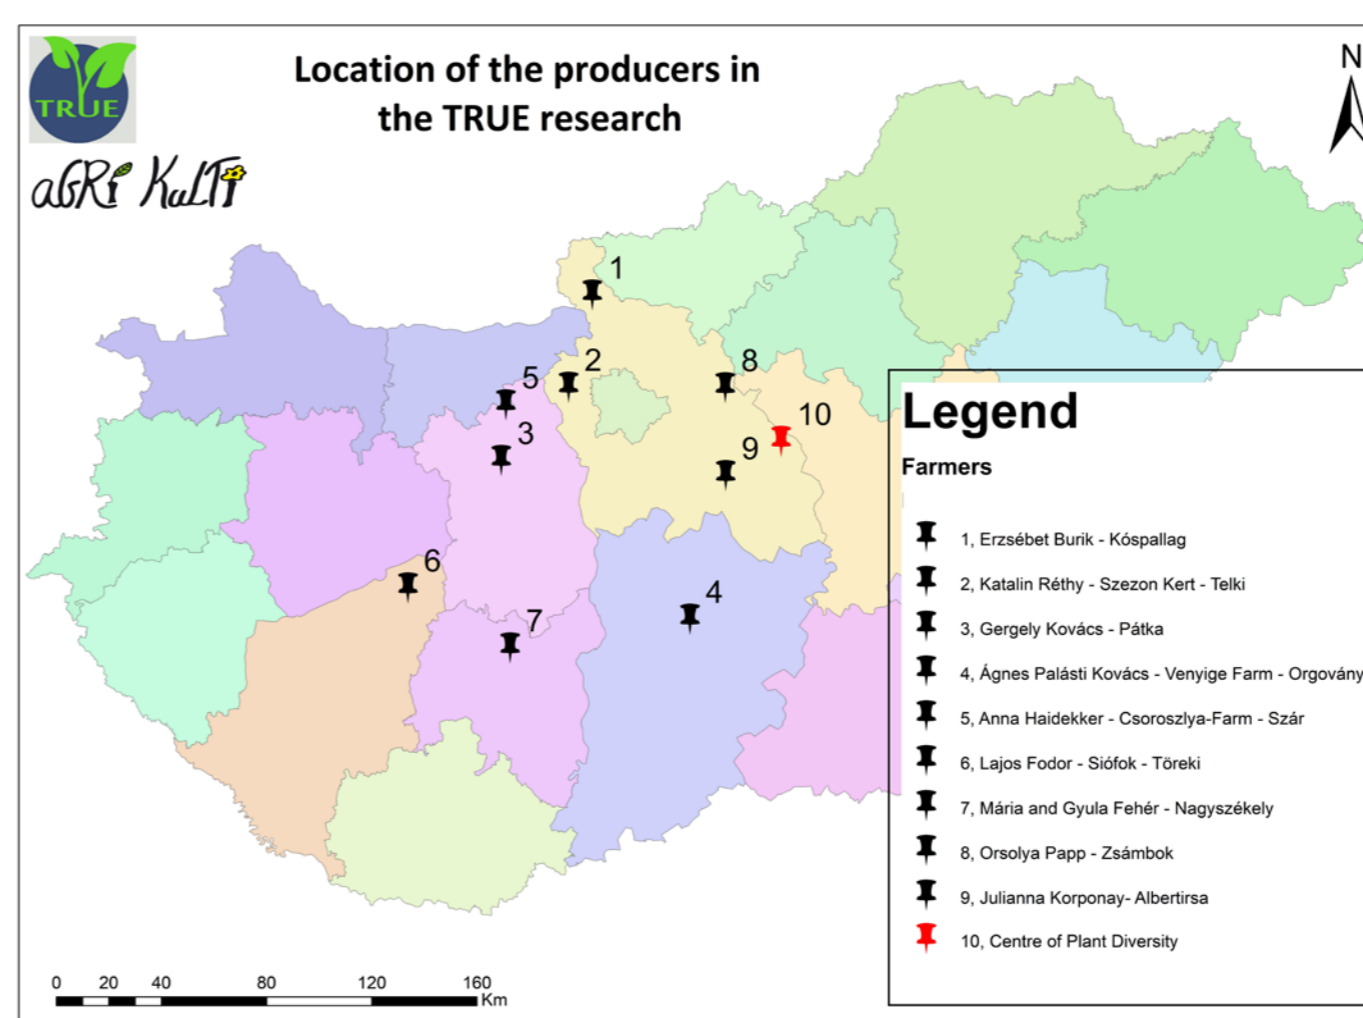 Location of the producers in
the TRUE research
TRUE
aGRi KulTi
N
1
2
8
5
10
3
9
6
4
7
Legend
Farmers
1, Erzsébet Burik - Kóspallag
2, Katalin Réthy - Szezon Kert - Telki
3, Gergely Kovács - Pátka
4, Ágnes Palásti Kovács - Venyige Farm - Orgovány
5, Anna Haidekker - Csoroszlya-Farm - Szár
6, Lajos Fodor - Siófok - Töreki
7, Mária and Gyula Fehér - Nagyszékely
8, Orsolya Papp - Zsámbok
9, Julianna Korponay- Albertirsa
10, Centre of Plant Diversity
0 20 40 80 120 160
Km